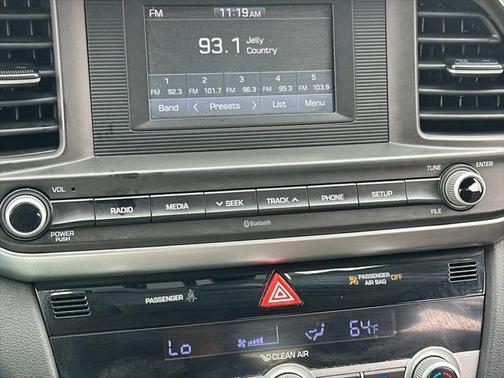 FM 11:19 AM
93.1 Jelly Country
1 2 3 4 5
FM 92.3 FM 101.7 FM 96.3 FM 95.3 FM 103.9
Band < Presets > List Menu
VOL TUNE ENTER
RADIO MEDIA SEEK TRACK PHONE SETUP
POWER PUSH FILE
Bluetooth
PASSENGER PASSENGER AIR BAG OFF
Lo 64°F
CLEAN AIR